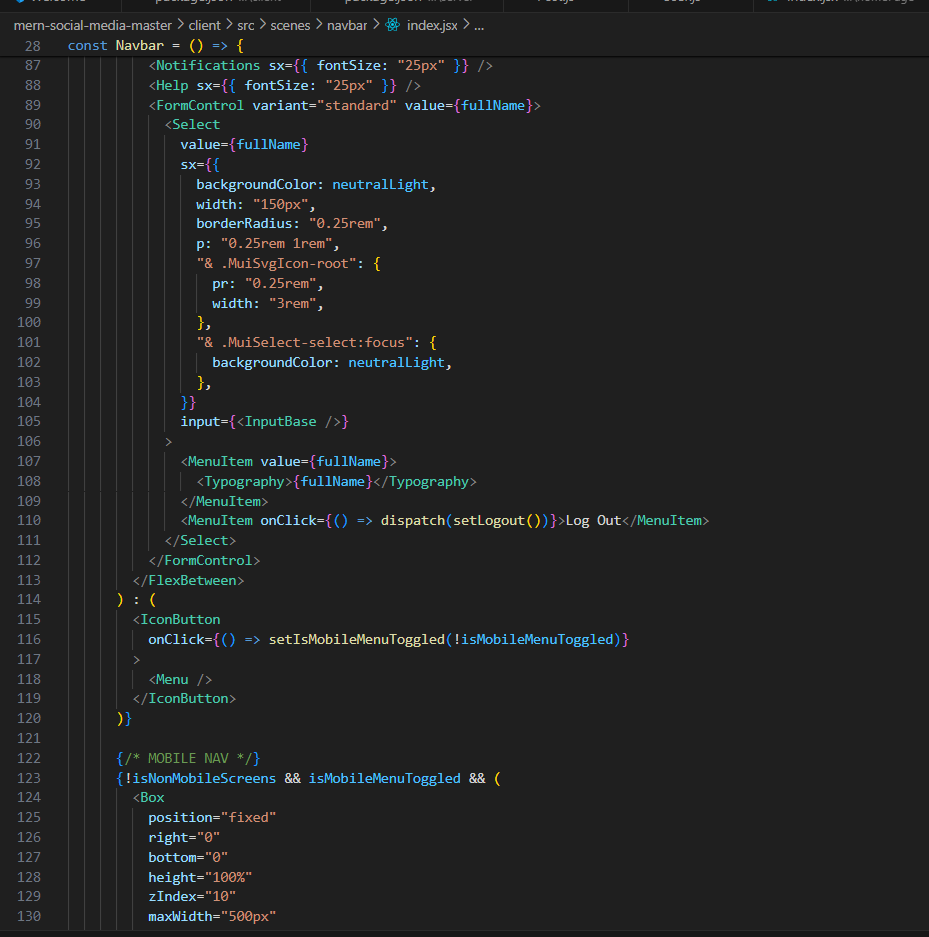 mern-social-media-master > client > src > scenes > navbar > index.jsx > ...
28 const Navbar = () => {
87 <Notifications sx={{ fontSize: "25px" }} />
88 <Help sx={{ fontSize: "25px" }} />
89 <FormControl variant="standard" value={fullName}>
90 <Select
91 value={fullName}
92 sx={{
93 backgroundColor: neutralLight,
94 width: "150px",
95 borderRadius: "0.25rem",
96 p: "0.25rem 1rem",
97 "& .MuiSvgIcon-root": {
98 pr: "0.25rem",
99 width: "3rem",
100 },
101 "& .MuiSelect-select:focus": {
102 backgroundColor: neutralLight,
103 },
104 }}
105 input={<InputBase />}
106 >
107 <MenuItem value={fullName}>
108 <Typography>{fullName}</Typography>
109 </MenuItem>
110 <MenuItem onClick={() => dispatch(setLogout())}>Log Out</MenuItem>
111 </Select>
112 </FormControl>
113 </FlexBetween>
114 ) : (
115 <IconButton
116 onClick={() => setIsMobileMenuToggled(!isMobileMenuToggled)}
117 >
118 <Menu />
119 </IconButton>
120 )}
121
122 {/* MOBILE NAV */}
123 {!isNonMobileScreens && isMobileMenuToggled && (
124 <Box
125 position="fixed"
126 right="0"
127 bottom="0"
128 height="100%"
129 zIndex="10"
130 maxWidth="500px"